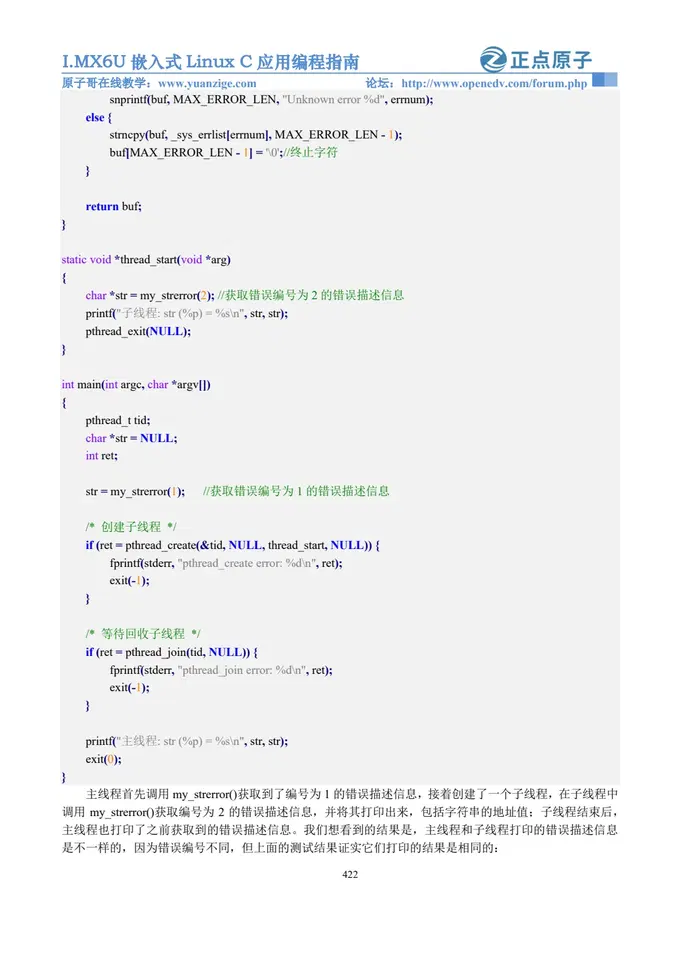 I.MX6U 嵌入式 Linux C 应用编程指南
正点原子
原子哥在线教学：www.yuanzige.com 论坛：http://www.openedv.com/forum.php
snprintf(buf, MAX_ERROR_LEN, "Unknown error %d", errnum);
else {
strncpy(buf, _sys_errlist[errnum], MAX_ERROR_LEN - 1);
buf[MAX_ERROR_LEN - 1] = '\0';//终止字符
}
return buf;
}
static void *thread_start(void *arg)
{
char *str = my_strerror(2); //获取错误编号为 2 的错误描述信息
printf("子线程: str (%p) = %s\n", str, str);
pthread_exit(NULL);
}
int main(int argc, char *argv[])
{
pthread_t tid;
char *str = NULL;
int ret;
str = my_strerror(1); //获取错误编号为 1 的错误描述信息
/* 创建子线程 */
if (ret = pthread_create(&tid, NULL, thread_start, NULL)) {
fprintf(stderr, "pthread_create error: %d\n", ret);
exit(-1);
}
/* 等待回收子线程 */
if (ret = pthread_join(tid, NULL)) {
fprintf(stderr, "pthread_join error: %d\n", ret);
exit(-1);
}
printf("主线程: str (%p) = %s\n", str, str);
exit(0);
}
主线程首先调用 my_strerror()获取到了编号为 1 的错误描述信息，接着创建了一个子线程，在子线程中
调用 my_strerror()获取编号为 2 的错误描述信息，并将其打印出来，包括字符串的地址值；子线程结束后，
主线程也打印了之前获取到的错误描述信息。我们想看到的结果是，主线程和子线程打印的错误描述信息
是不一样的，因为错误编号不同，但上面的测试结果证实它们打印的结果是相同的：
422